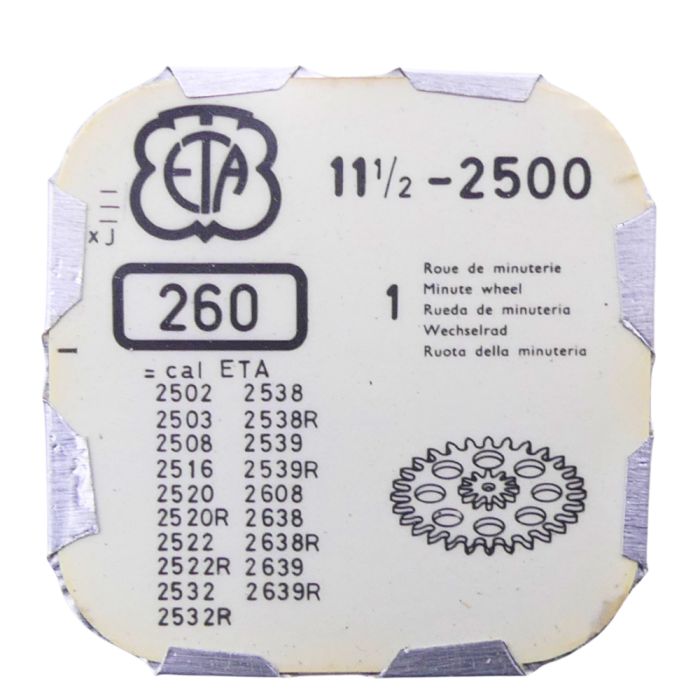 ETA
11 1/2 - 2500
x J
260
1
Roue de minuterie
Minute wheel
Rueda de minuteria
Wechselrad
Ruota della minuteria
= cal ETA
2502 2538
2503 2538R
2508 2539
2516 2539R
2520 2608
2520R 2638
2522 2638R
2522R 2639
2532 2639R
2532R